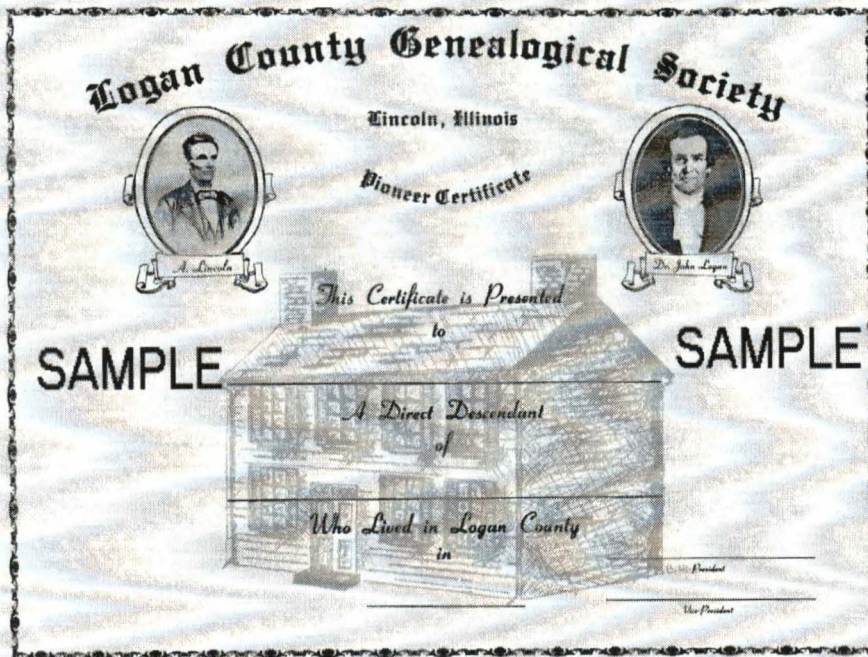 Logan County Genealogical Society
Lincoln, Illinois
Pioneer Certificate
A. Lincoln
Dr. John Logan
This Certificate is Presented
to
SAMPLE
SAMPLE
A Direct Descendant
of
Who Lived in Logan County
in
President
Vice-President